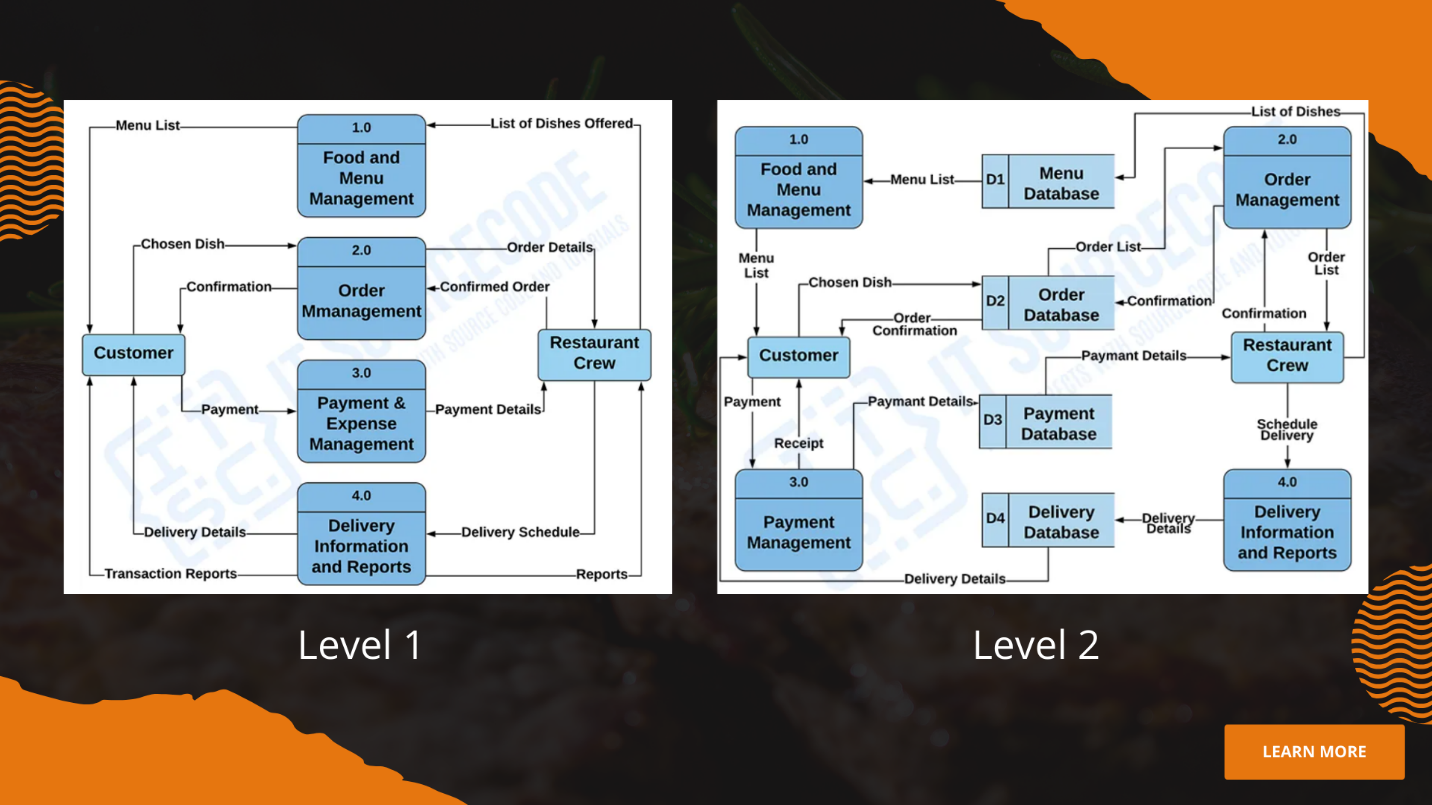 Menu List
1.0
Food and
Menu
Management
List of Dishes Offered
Chosen Dish
2.0
Order
Mmanagement
Order Details
Confirmation
Confirmed Order
Customer
Restaurant
Crew
3.0
Payment &
Expense
Management
Payment
Payment Details
4.0
Delivery
Information
and Reports
Delivery Details
Delivery Schedule
Transaction Reports
Reports
IT SOURCECODE
Level 1
List of Dishes
1.0
Food and
Menu
Management
Menu List
D1
Menu
Database
2.0
Order
Management
Menu
List
Order List
Order
List
Chosen Dish
D2
Order
Database
Confirmation
Order
Confirmation
Confirmation
Customer
Paymant Details
Restaurant
Crew
Payment
Receipt
Paymant Details
D3
Payment
Database
Schedule
Delivery
3.0
Payment
Management
D4
Delivery
Database
Delivery
Details
4.0
Delivery
Information
and Reports
Delivery Details
Level 2
LEARN MORE